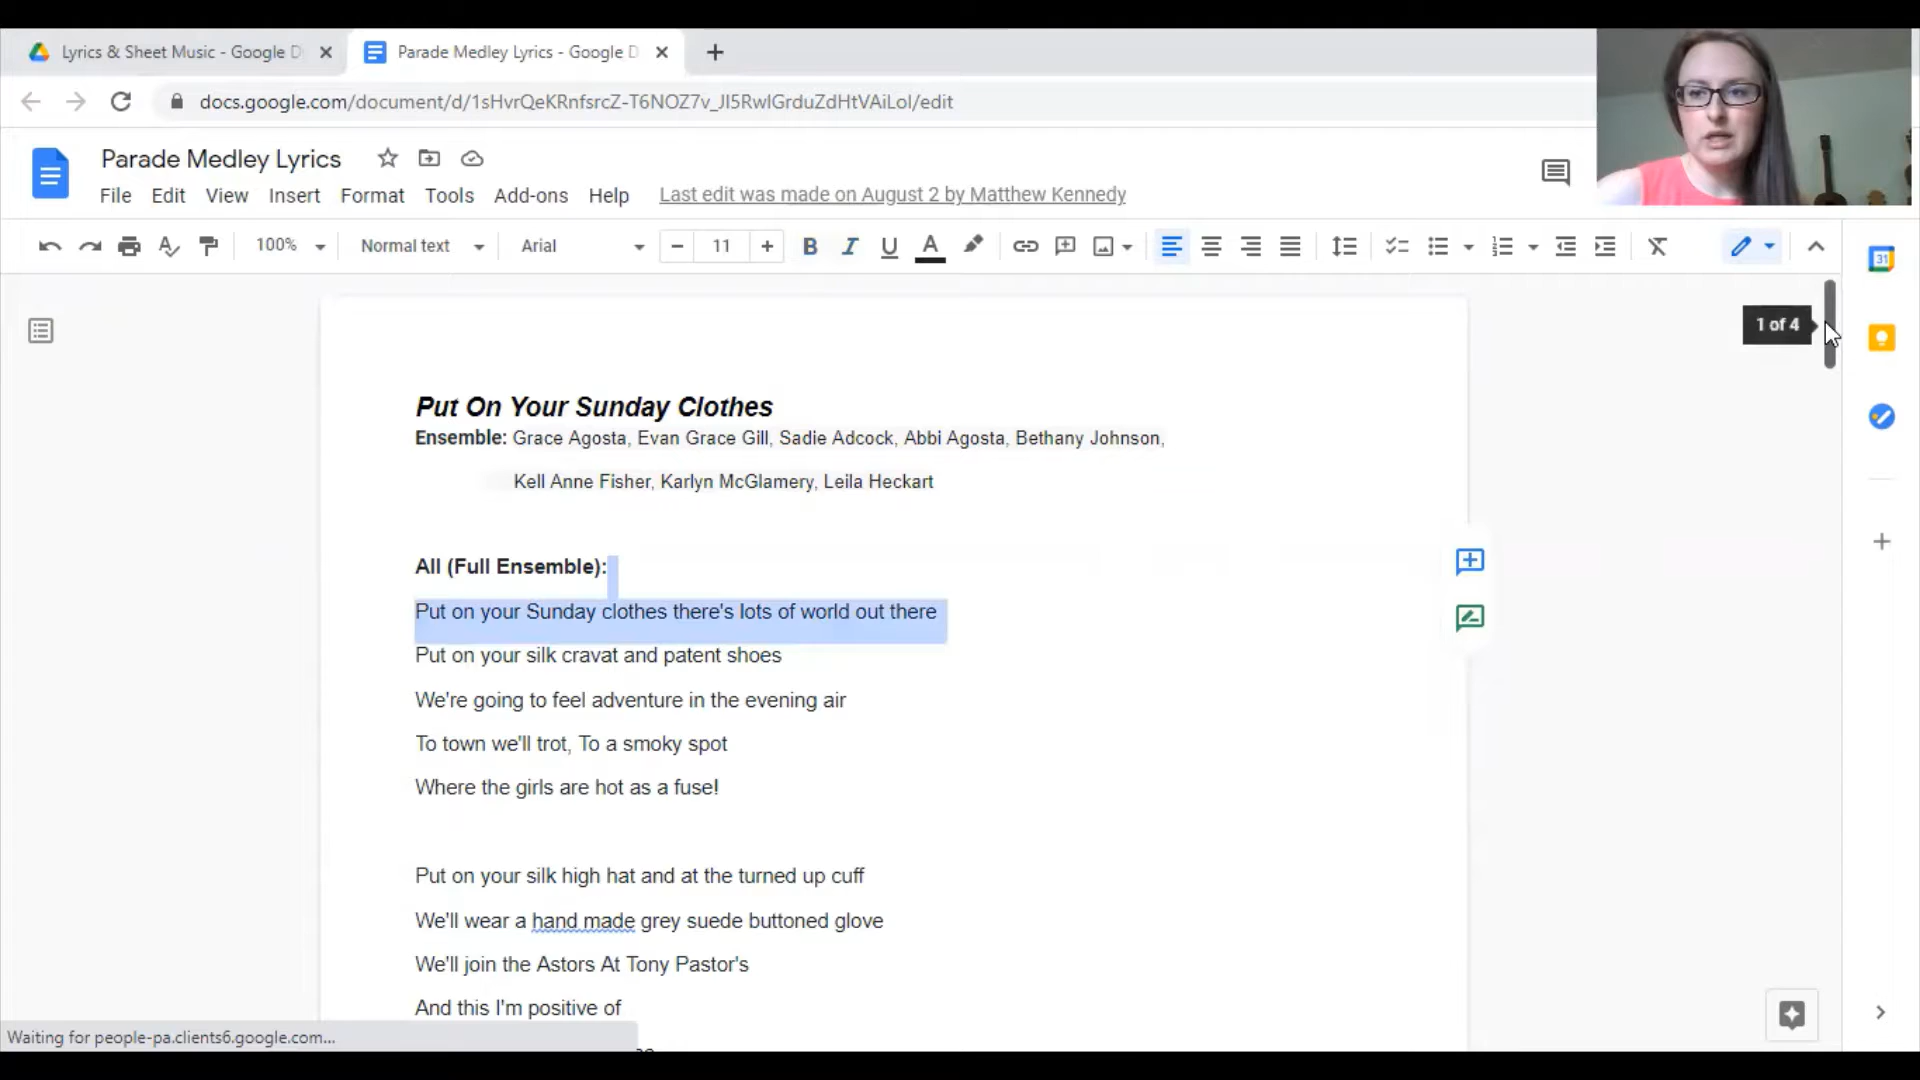 Lyrics & Sheet Music - Google D
Parade Medley Lyrics - Google D
docs.google.com/document/d/1sHvrQeKRnfsrcZ-T6NOZ7v_JI5RwIGrduZdHtVAiLoI/edit
Parade Medley Lyrics
File Edit View Insert Format Tools Add-ons Help Last edit was made on August 2 by Matthew Kennedy
100% Normal text Arial 11 B I U A
31
1 of 4
Put On Your Sunday Clothes
Ensemble: Grace Agosta, Evan Grace Gill, Sadie Adcock, Abbi Agosta, Bethany Johnson,
Kell Anne Fisher, Karlyn McGlamery, Leila Heckart
All (Full Ensemble):
Put on your Sunday clothes there's lots of world out there
Put on your silk cravat and patent shoes
We're going to feel adventure in the evening air
To town we'll trot, To a smoky spot
Where the girls are hot as a fuse!
Put on your silk high hat and at the turned up cuff
We'll wear a hand made grey suede buttoned glove
We'll join the Astors At Tony Pastor's
And this I'm positive of
Waiting for people-pa.clients6.google.com...